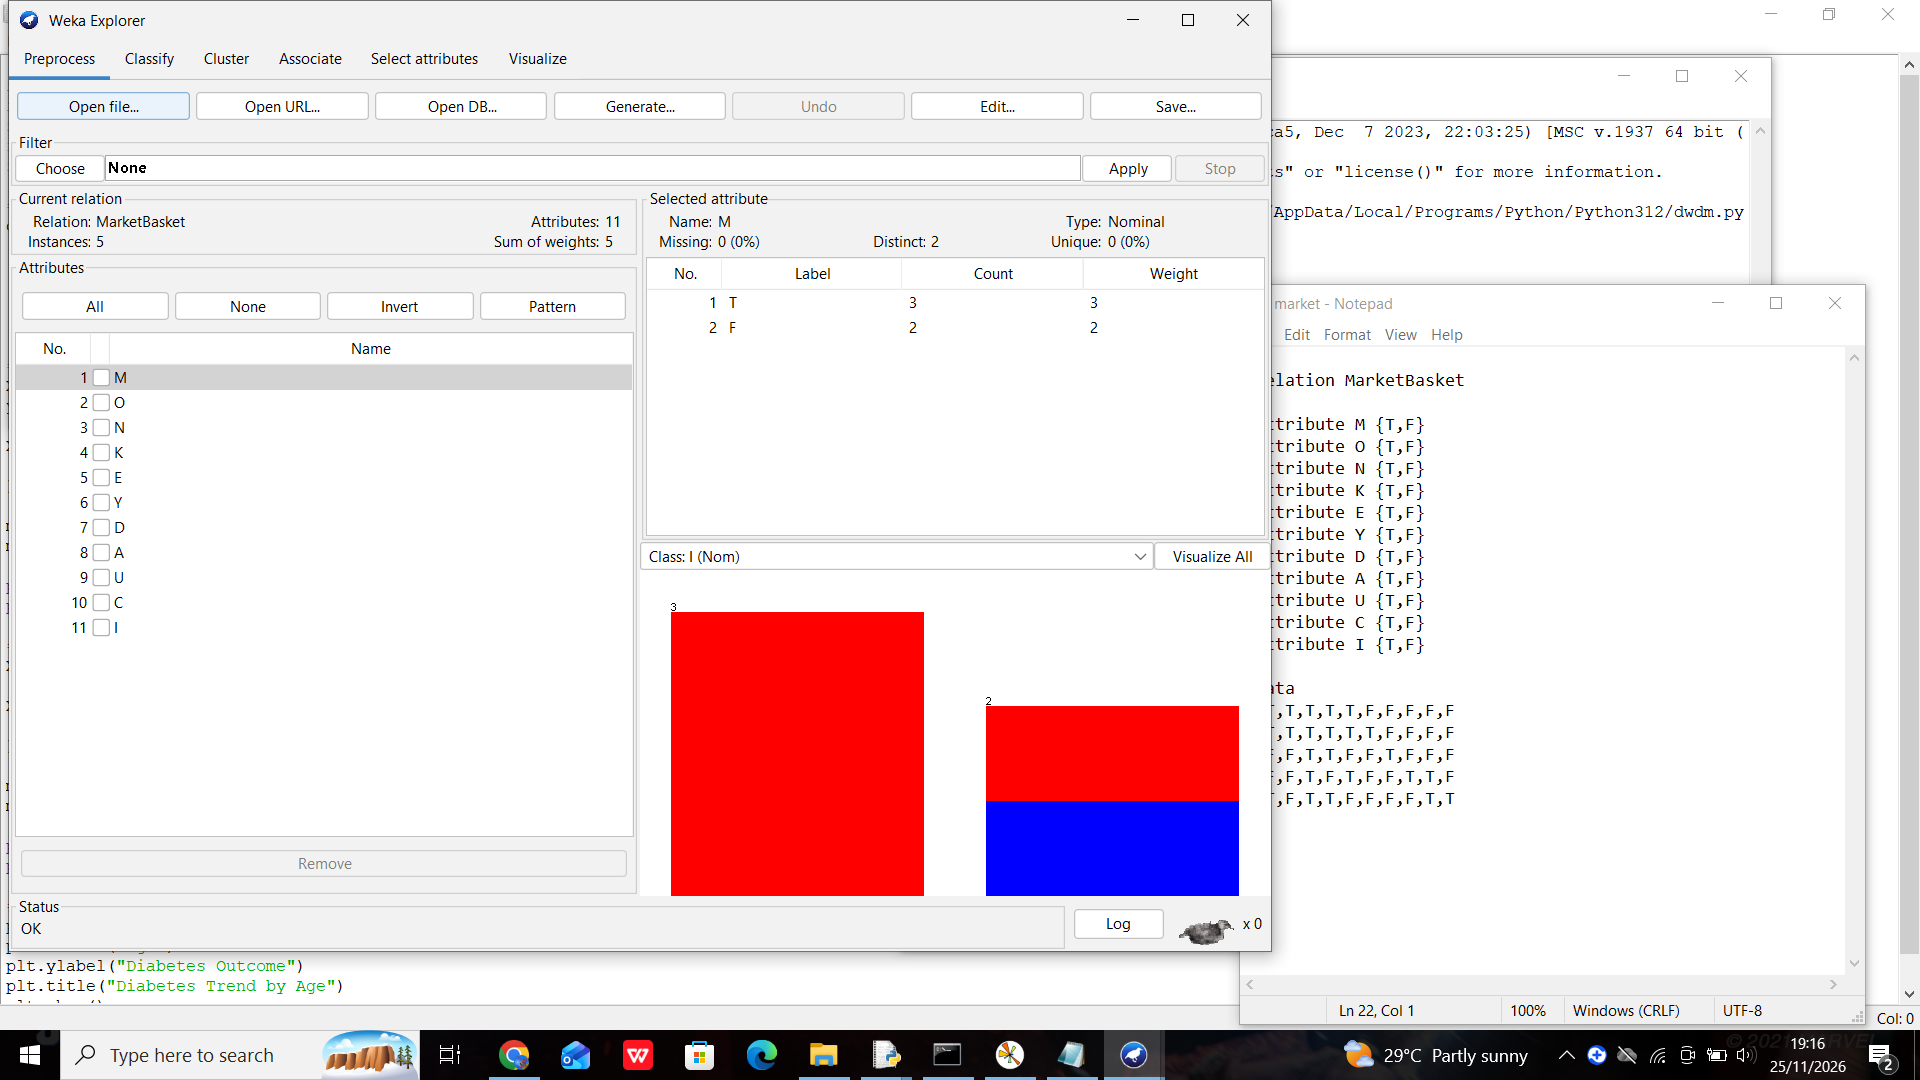 Weka Explorer
Preprocess Classify Cluster Associate Select attributes Visualize
Open file... Open URL... Open DB... Generate... Undo Edit... Save...
Filter
Choose None Apply Stop
Current relation
Relation: MarketBasket Attributes: 11
Instances: 5 Sum of weights: 5
Attributes
All None Invert Pattern
No. Name
1 M
2 O
3 N
4 K
5 E
6 Y
7 D
8 A
9 U
10 C
11 I
Remove
Selected attribute
Name: M Type: Nominal
Missing: 0 (0%) Distinct: 2 Unique: 0 (0%)
No. Label Count Weight
1 T 3 3
2 F 2 2
Class: I (Nom) Visualize All
3
2
Status
OK
Log x 0
a5, Dec 7 2023, 22:03:25) [MSC v.1937 64 bit (
s" or "license()" for more information.
/AppData/Local/Programs/Python/Python312/dwdm.py
market - Notepad
Edit Format View Help
elation MarketBasket
tribute M {T,F}
tribute O {T,F}
tribute N {T,F}
tribute K {T,F}
tribute E {T,F}
tribute Y {T,F}
tribute D {T,F}
tribute A {T,F}
tribute U {T,F}
tribute C {T,F}
tribute I {T,F}
ata
,T,T,T,T,F,F,F,F,F
,T,T,T,T,T,F,F,F,F
,F,T,T,F,F,T,F,F,F
,F,T,F,T,F,F,T,T,F
,F,T,T,F,F,F,F,T,T
Ln 22, Col 1 100% Windows (CRLF) UTF-8
plt.ylabel("Diabetes Outcome")
plt.title("Diabetes Trend by Age")
Col: 0
Type here to search
29°C Partly sunny
19:16
25/11/2026
2